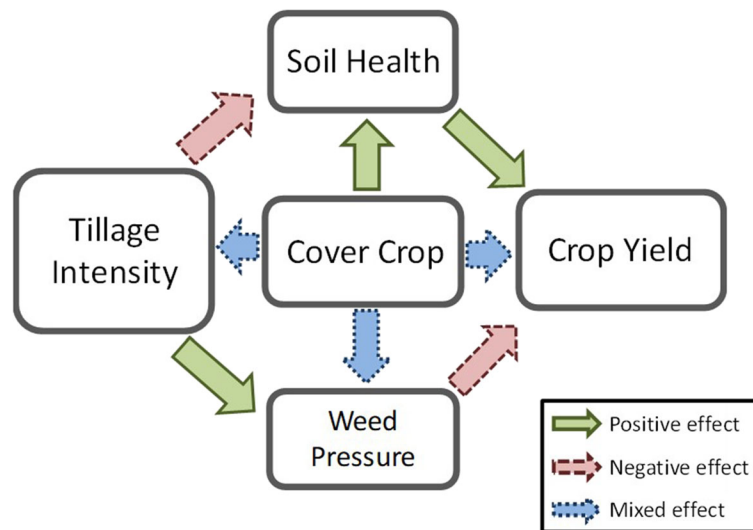 Soil Health
Tillage
Intensity
Cover Crop
Crop Yield
Weed
Pressure
Positive effect
Negative effect
Mixed effect